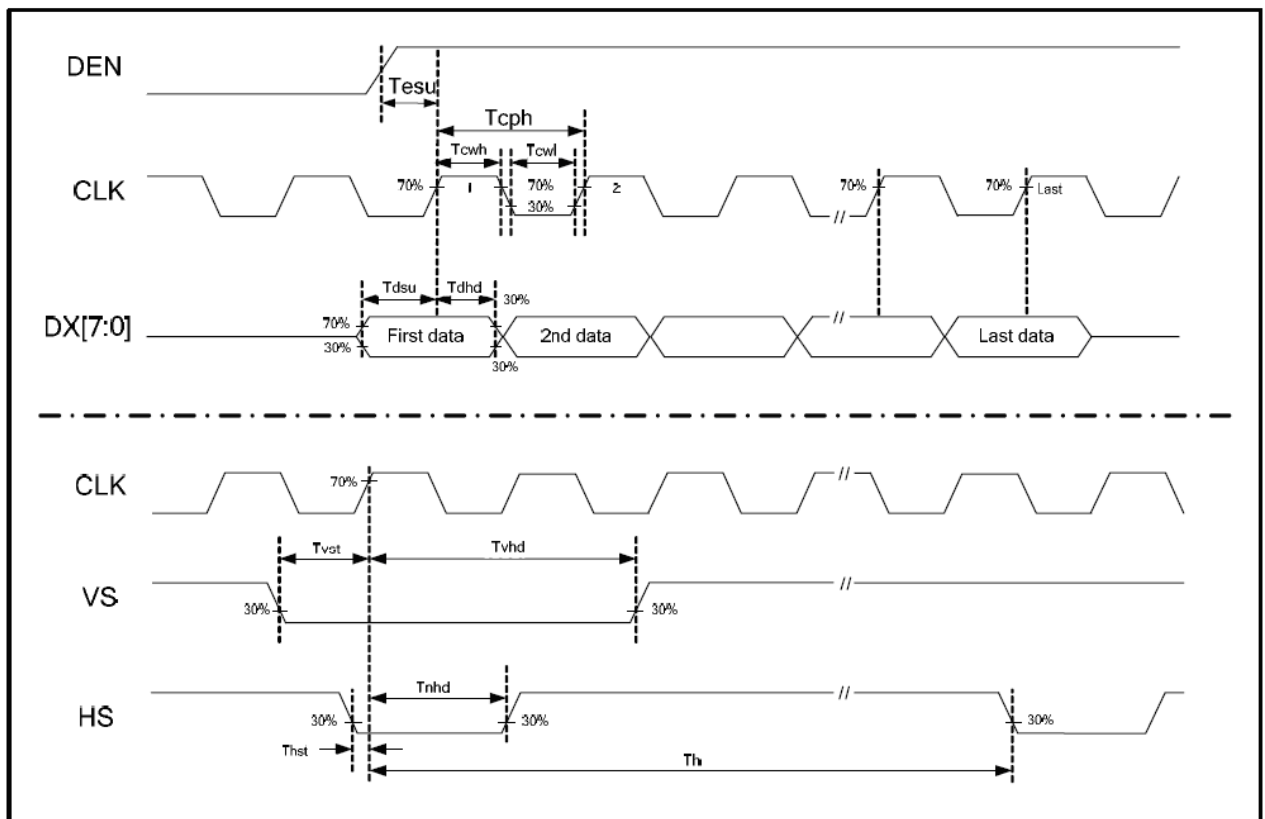 DEN
Tesu
Tcph
Tcwh
Tcwl
CLK
70%
1
70%
30%
2
//
70%
70%
Last
Tdsu
Tdhd
30%
DX[7:0]
70%
30%
First data
30%
2nd data
//
Last data
CLK
70%
//
Tvst
Tvhd
VS
30%
30%
//
Tnhd
HS
30%
30%
//
30%
Thst
Th